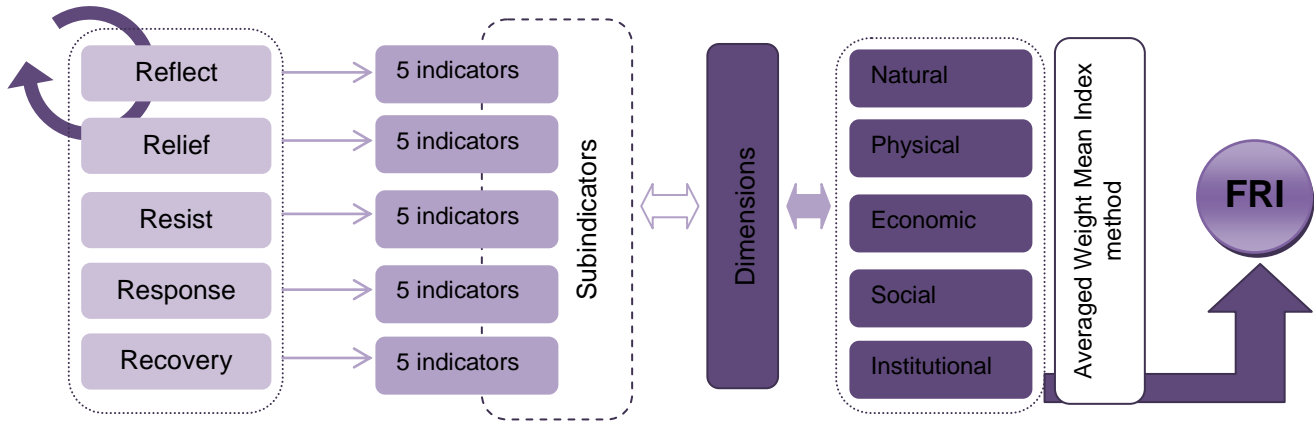 Reflect
Relief
Resist
Response
Recovery
5 indicators
5 indicators
5 indicators
5 indicators
5 indicators
Subindicators
Dimensions
Natural
Physical
Economic
Social
Institutional
Averaged Weight Mean Index
method
FRI